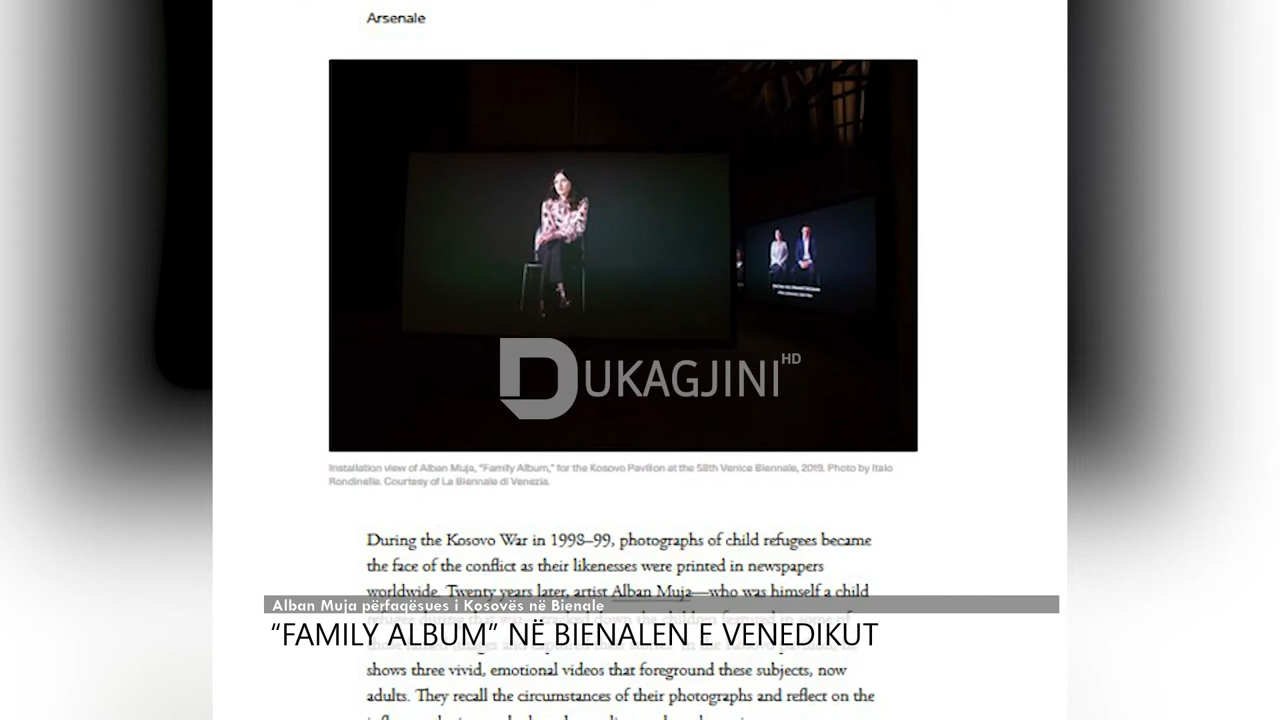 Arsenale
DUKAGJINI HD
Installation view of Alban Muja, "Family Album," for the Kosovo Pavilion at the 58th Venice Biennale, 2019. Photo by Italo
Rondinella. Courtesy of La Biennale di Venezia.
During the Kosovo War in 1998–99, photographs of child refugees became
the face of the conflict as their likenesses were printed in newspapers
worldwide. Twenty years later, artist Alban Muja—who was himself a child
Alban Muja përfaqësues i Kosovës në Bienale
“FAMILY ALBUM” NË BIENALEN E VENEDIKUT
shows three vivid, emotional videos that foreground these subjects, now
adults. They recall the circumstances of their photographs and reflect on the